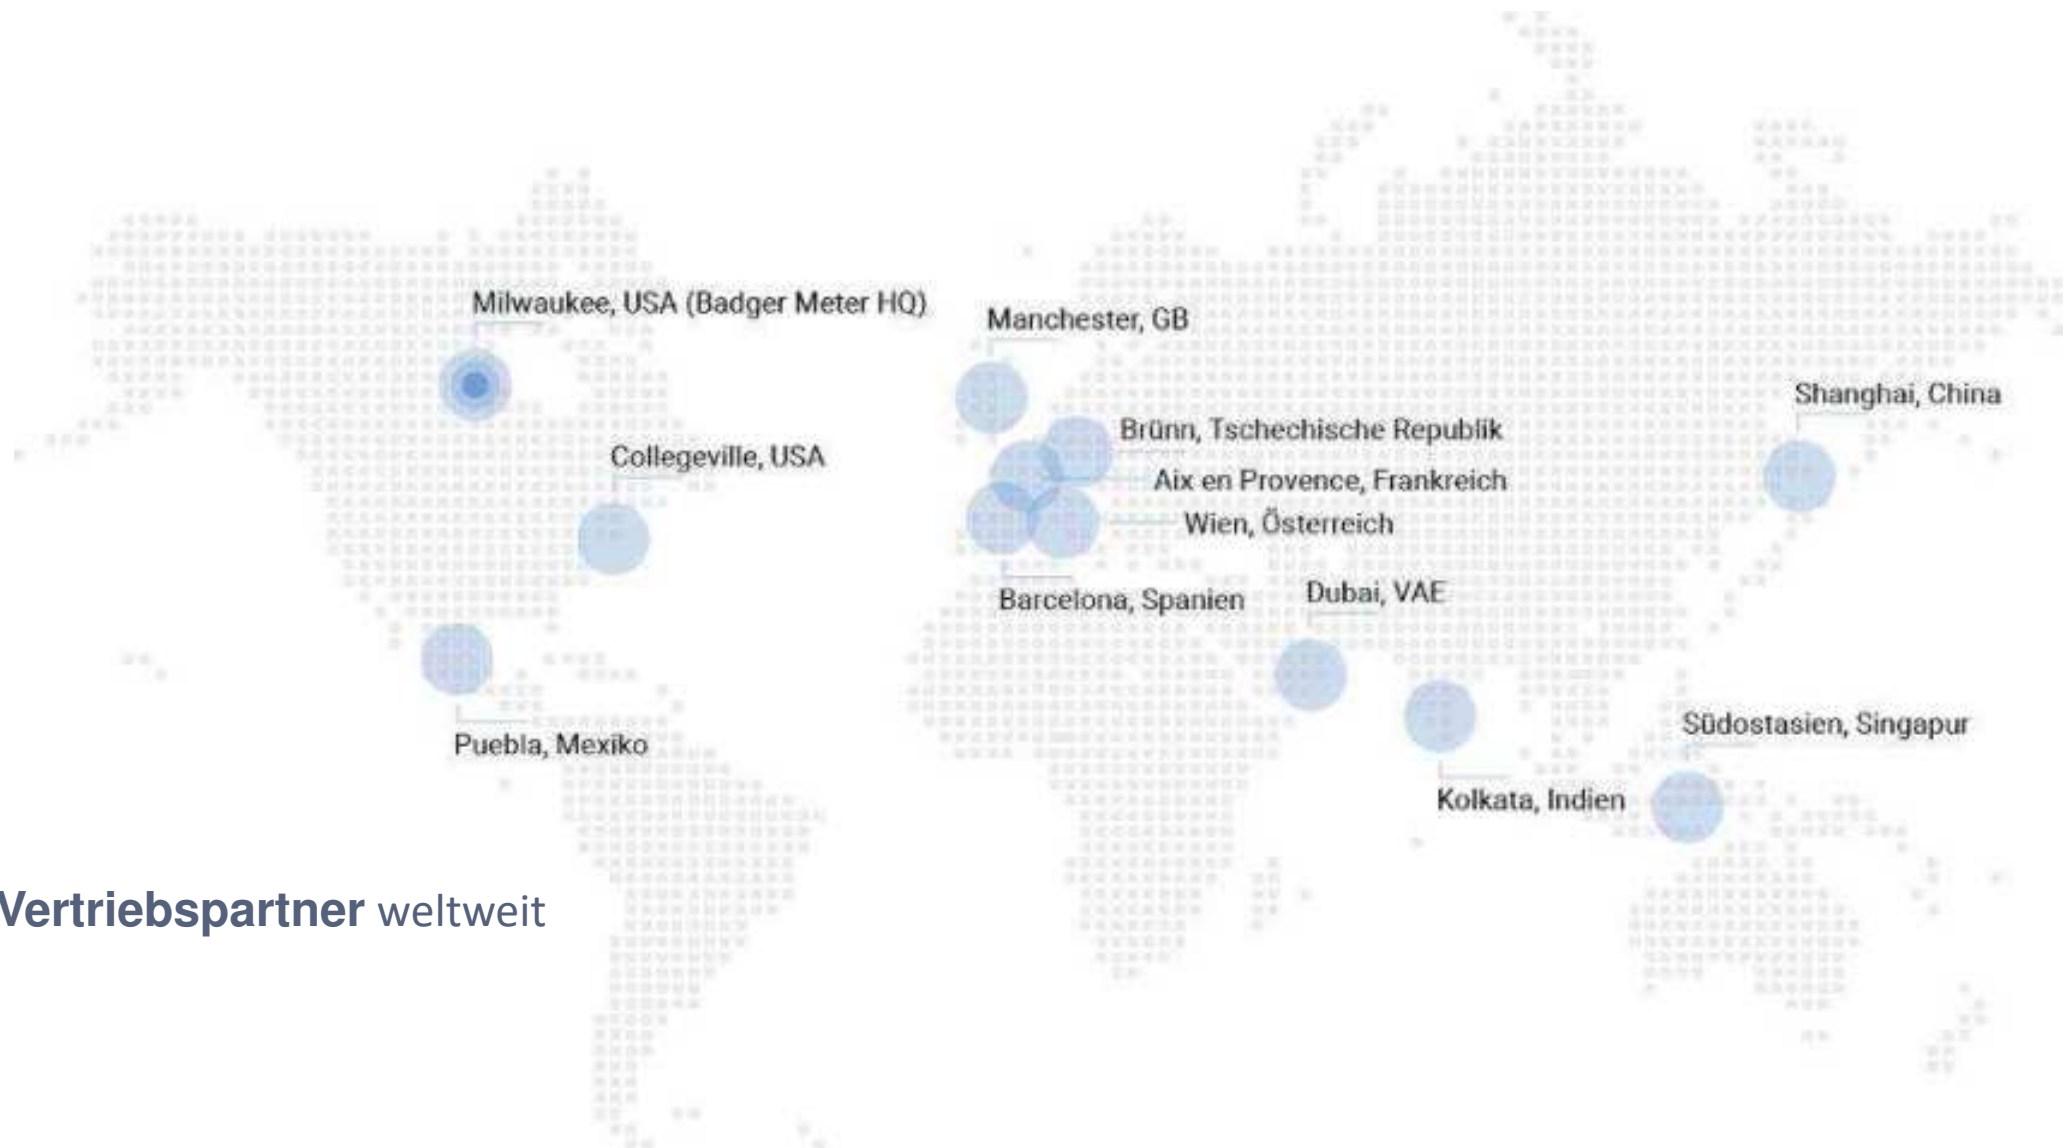 Milwaukee, USA (Badger Meter HQ)
Manchester, GB
Shanghai, China
Brünn, Tschechische Republik
Collegeville, USA
Aix en Provence, Frankreich
Wien, Österreich
Barcelona, Spanien
Dubai, VAE
Südostasien, Singapur
Puebla, Mexiko
Kolkata, Indien
Vertriebspartner weltweit